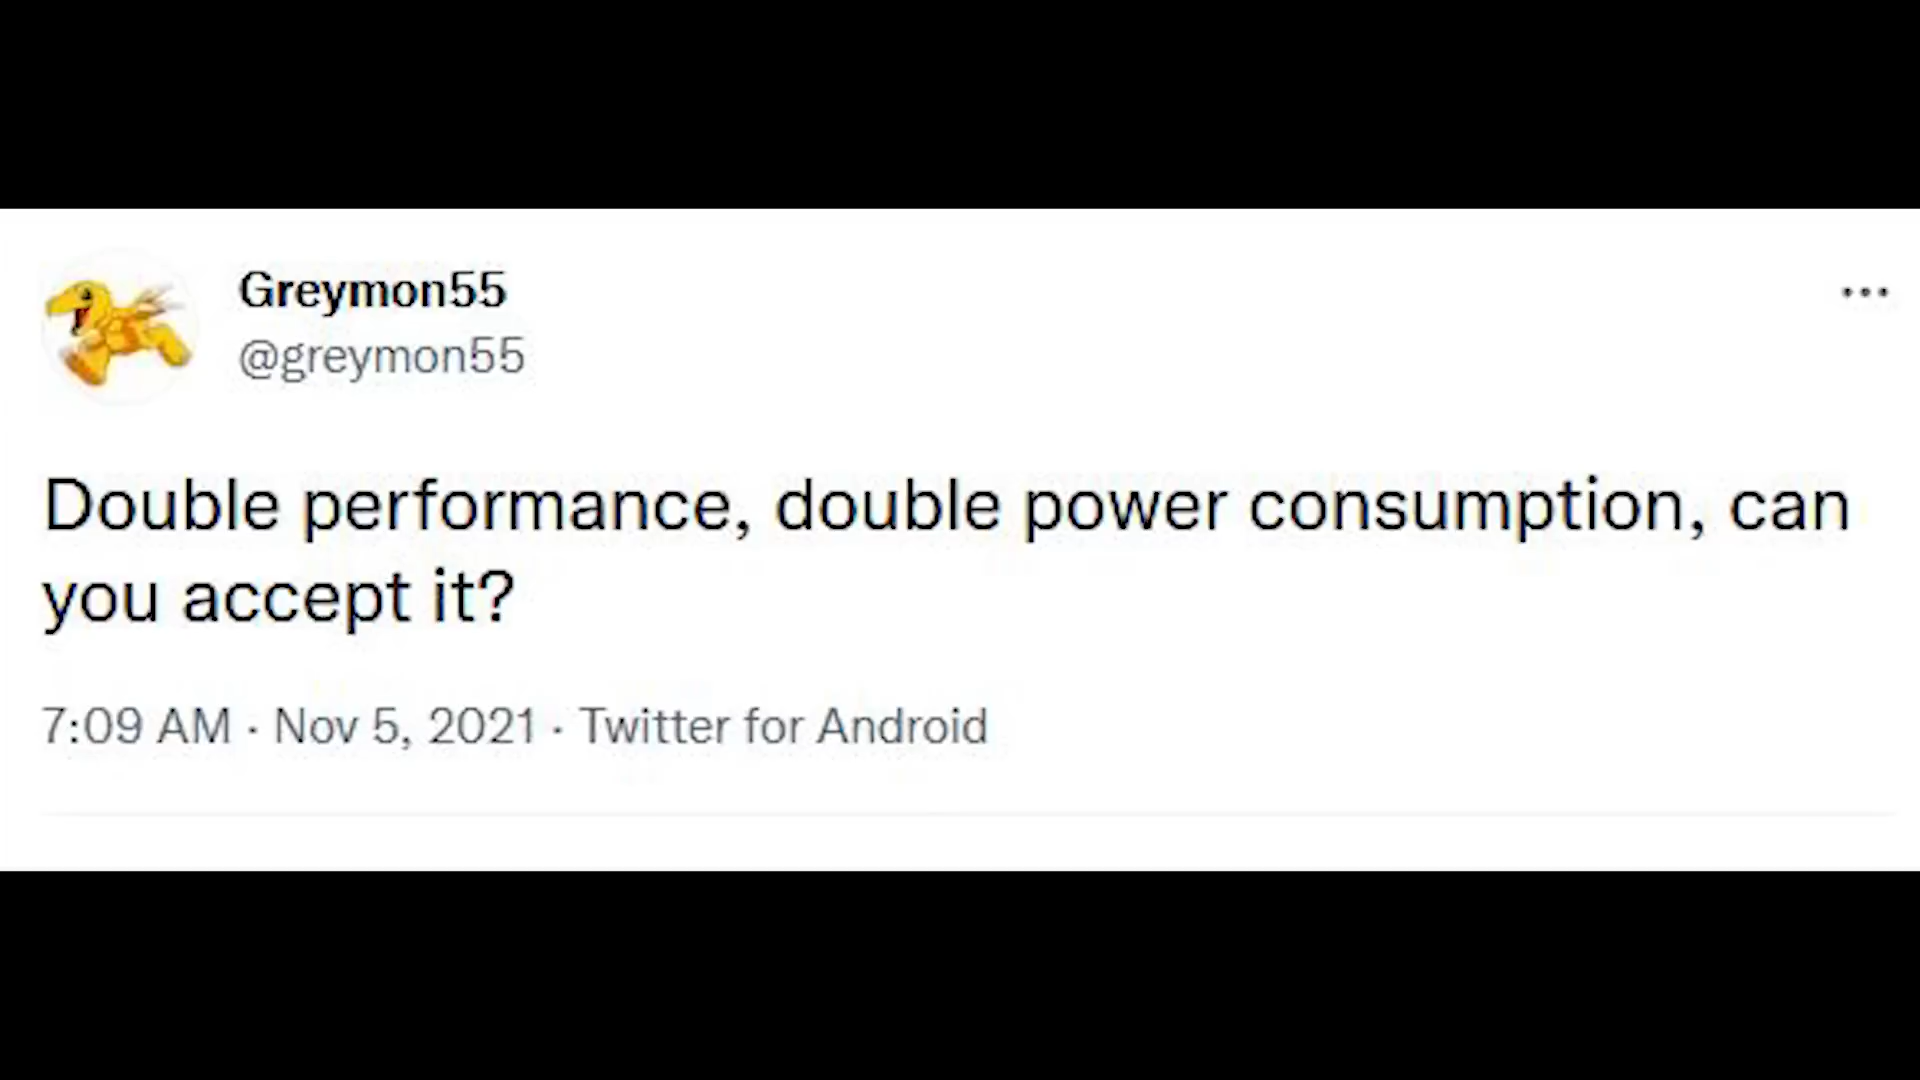 Greymon55
@greymon55
Double performance, double power consumption, can
you accept it?
7:09 AM · Nov 5, 2021 · Twitter for Android